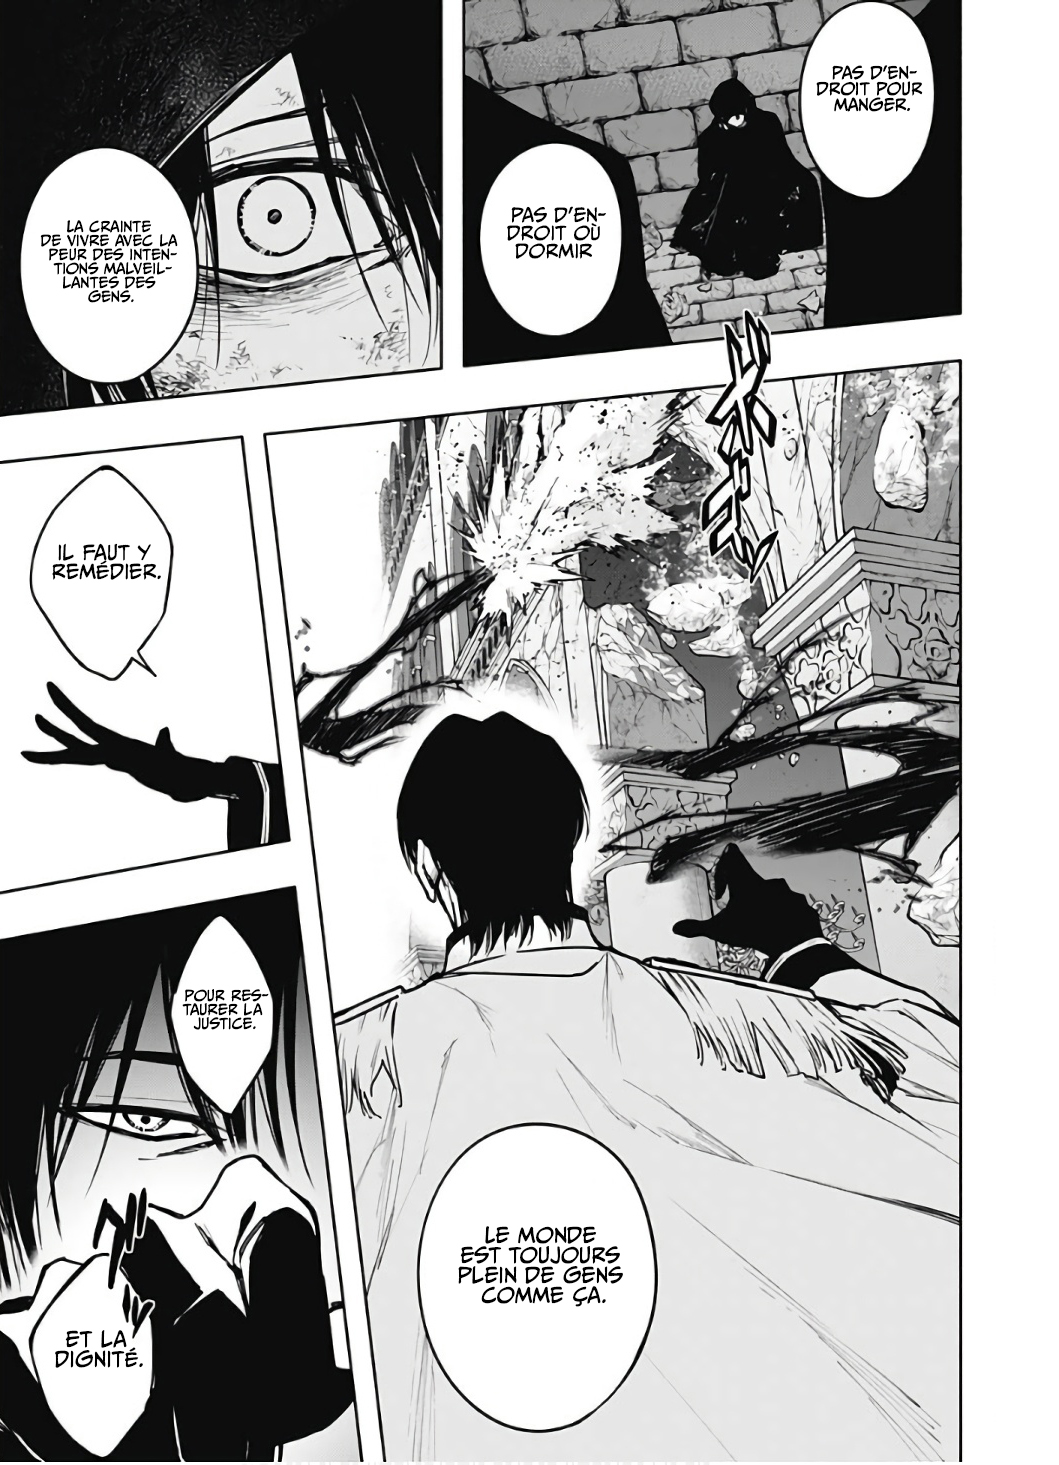 PAS D'EN-
DROIT POUR
MANGER.
PAS D'EN-
DROIT OÙ
DORMIR
LA CRAINTE
DE VIVRE AVEC LA
PEUR DES INTEN-
TIONS MALVEIL-
LANTES DES
GENS.
LE MONDE
EST TOUJOURS
PLEIN DE GENS
COMME ÇA.
IL FAUT Y
REMÉDIER.
POUR RES-
TAURER LA
JUSTICE.
ET LA
DIGNITÉ.